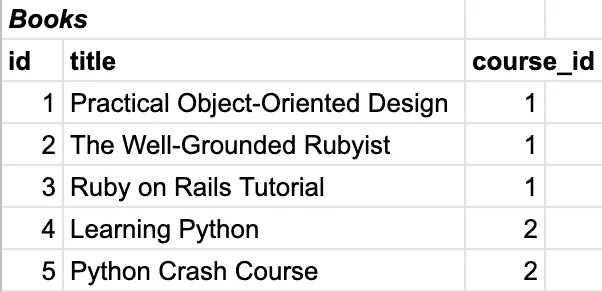 Books
id title course_id
1 Practical Object-Oriented Design 1
2 The Well-Grounded Rubyist 1
3 Ruby on Rails Tutorial 1
4 Learning Python 2
5 Python Crash Course 2